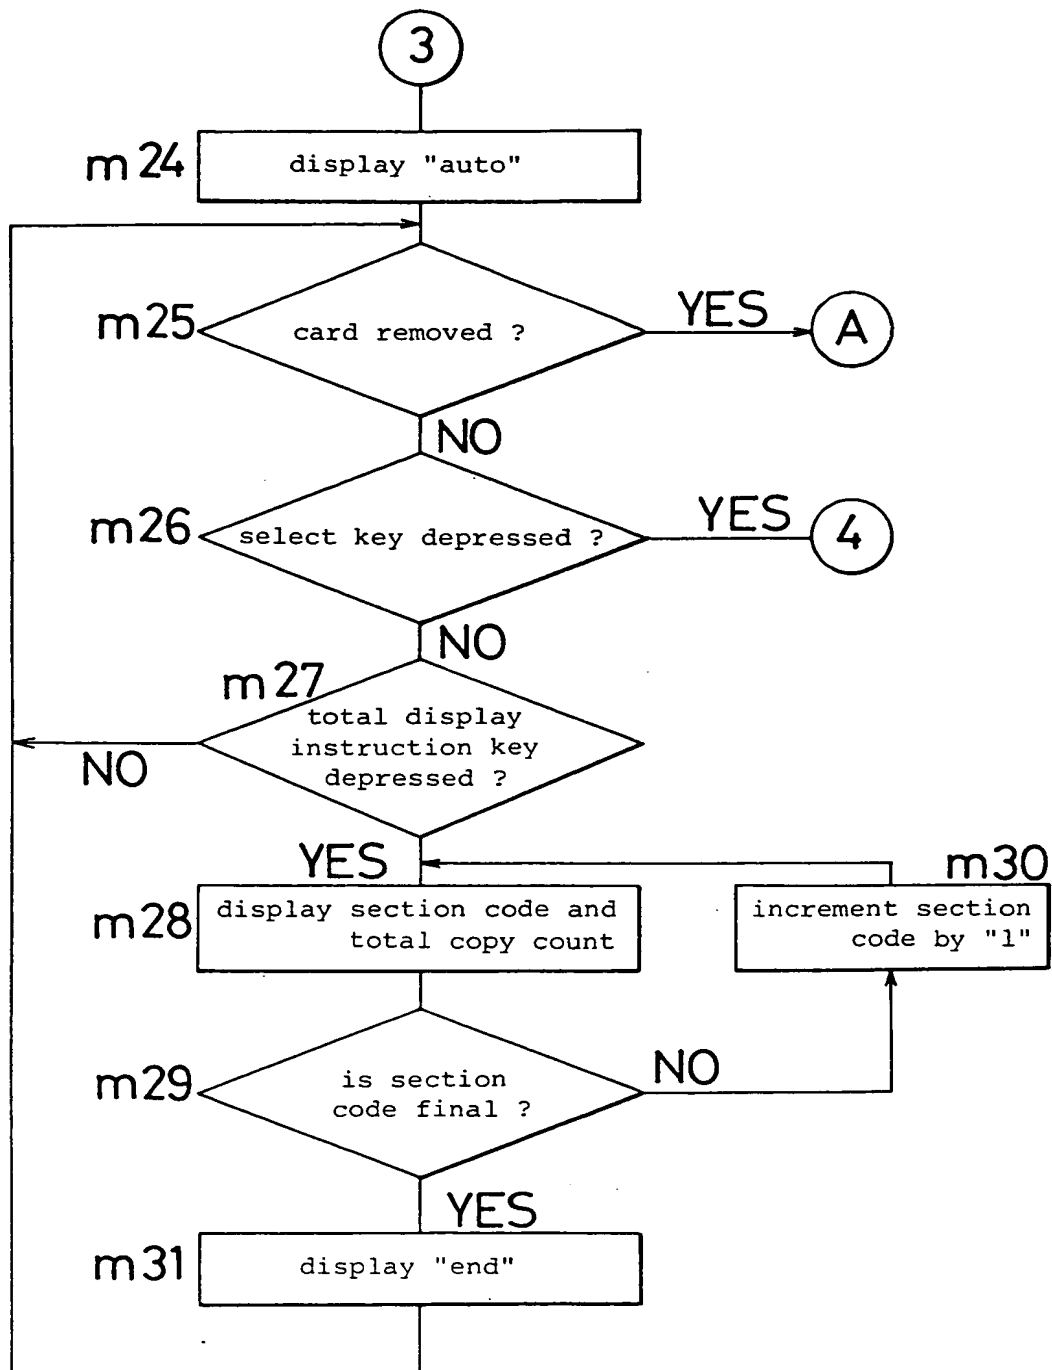 3
m24
display "auto"
m25
card removed ?
YES
A
NO
m26
select key depressed ?
YES
4
NO
m27
total display
instruction key
depressed ?
NO
YES
m30
m28
display section code and
total copy count
increment section
code by "1"
m29
is section
code final ?
NO
YES
m31
display "end"